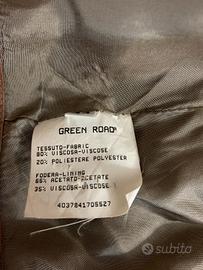 GREEN ROAD®
TESSUTO-FABRIC
80% VISCOSA-VISCOSE
20% POLIESTERE POLYESTER
FODERA-LINING
65% ACETATO-ACETATE
35% VISCOSA-VISCOSE
4037841705527
subito